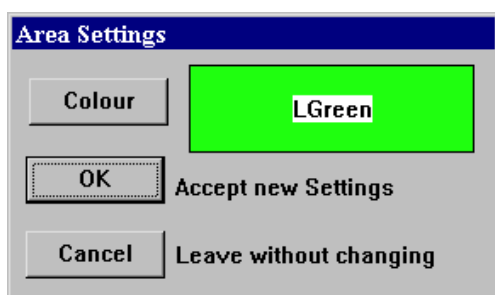 Area Settings
Colour
LGreen
OK
Accept new Settings
Cancel
Leave without changing